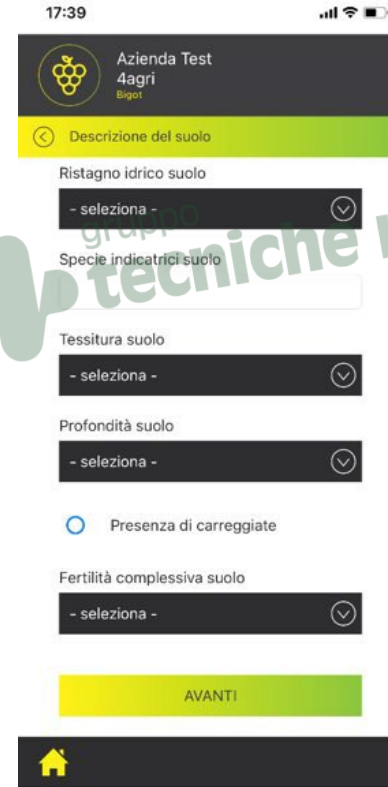 17:39
Azienda Test
4agri
Bigot
Descrizione del suolo
Ristagno idrico suolo
- seleziona -
gruppo
tecniche
Specie indicatrici suolo
Tessitura suolo
- seleziona -
Profondità suolo
- seleziona -
Presenza di carreggiate
Fertilità complessiva suolo
- seleziona -
AVANTI